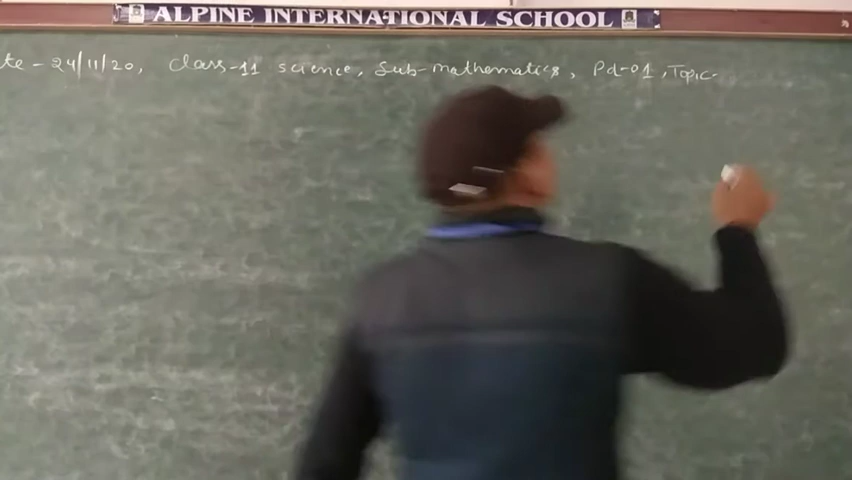 ALPINE INTERNATIONAL SCHOOL
te - 24/11/20, Class-11 science, Sub-mathematics, Pd-01, Topic-